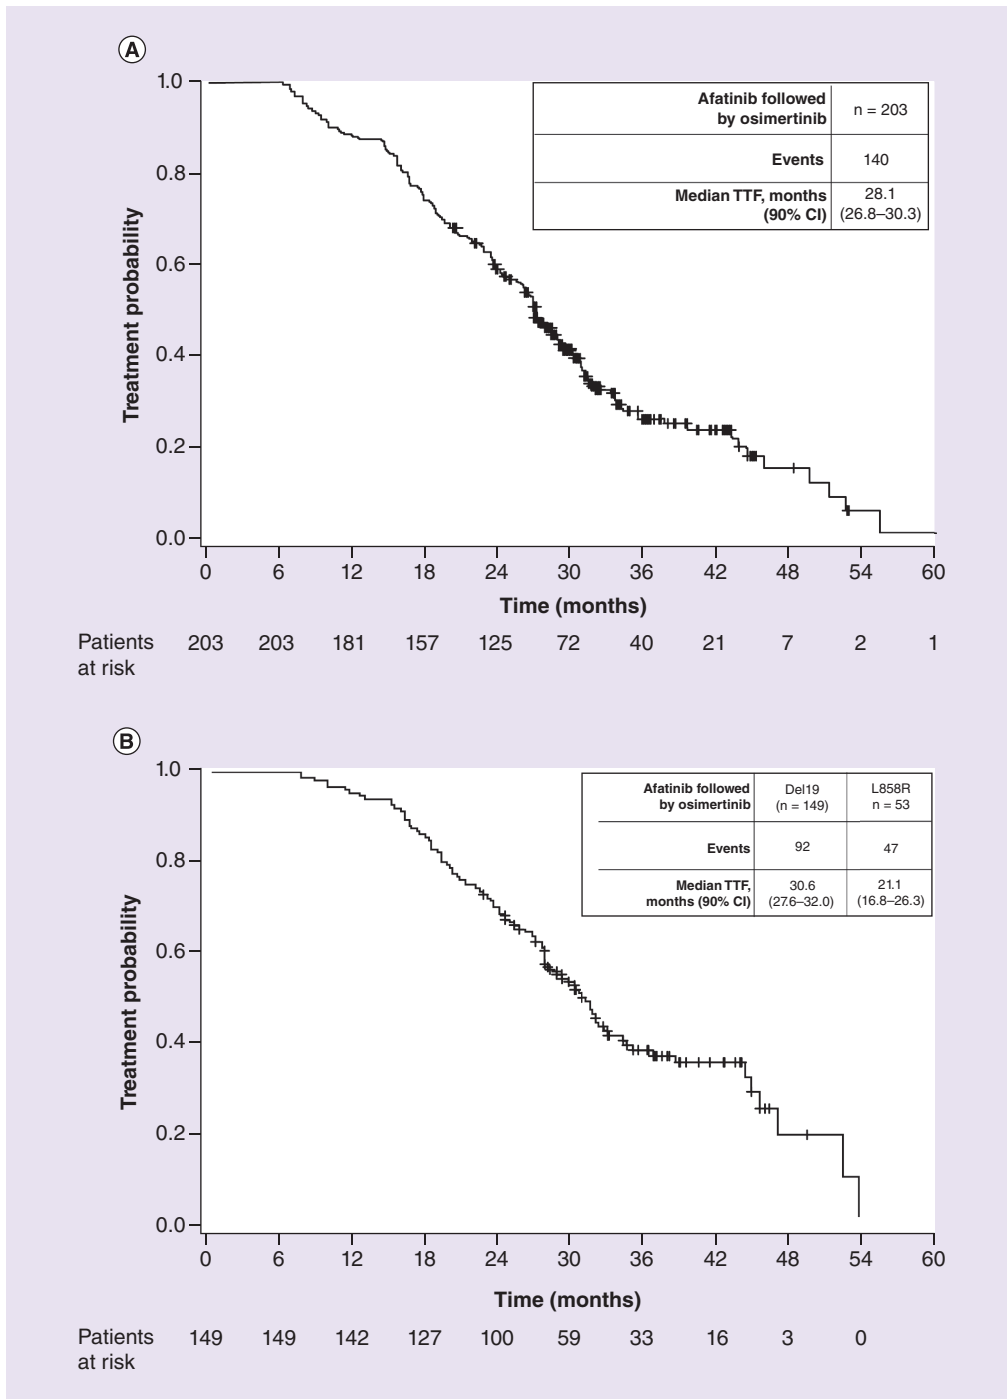 A
1.0
0.8
0.6
0.4
0.2
0.0
Treatment probability
Afatinib followed by osimertinib n = 203
Events 140
Median TTF, months (90% CI) 28.1 (26.8–30.3)
0 6 12 18 24 30 36 42 48 54 60
Time (months)
Patients at risk 203 203 181 157 125 72 40 21 7 2 1
B
1.0
0.8
0.6
0.4
0.2
0.0
Treatment probability
Afatinib followed by osimertinib Del19 (n = 149) L858R n = 53
Events 92 47
Median TTF, months (90% CI) 30.6 (27.6–32.0) 21.1 (16.8–26.3)
0 6 12 18 24 30 36 42 48 54 60
Time (months)
Patients at risk 149 149 142 127 100 59 33 16 3 0